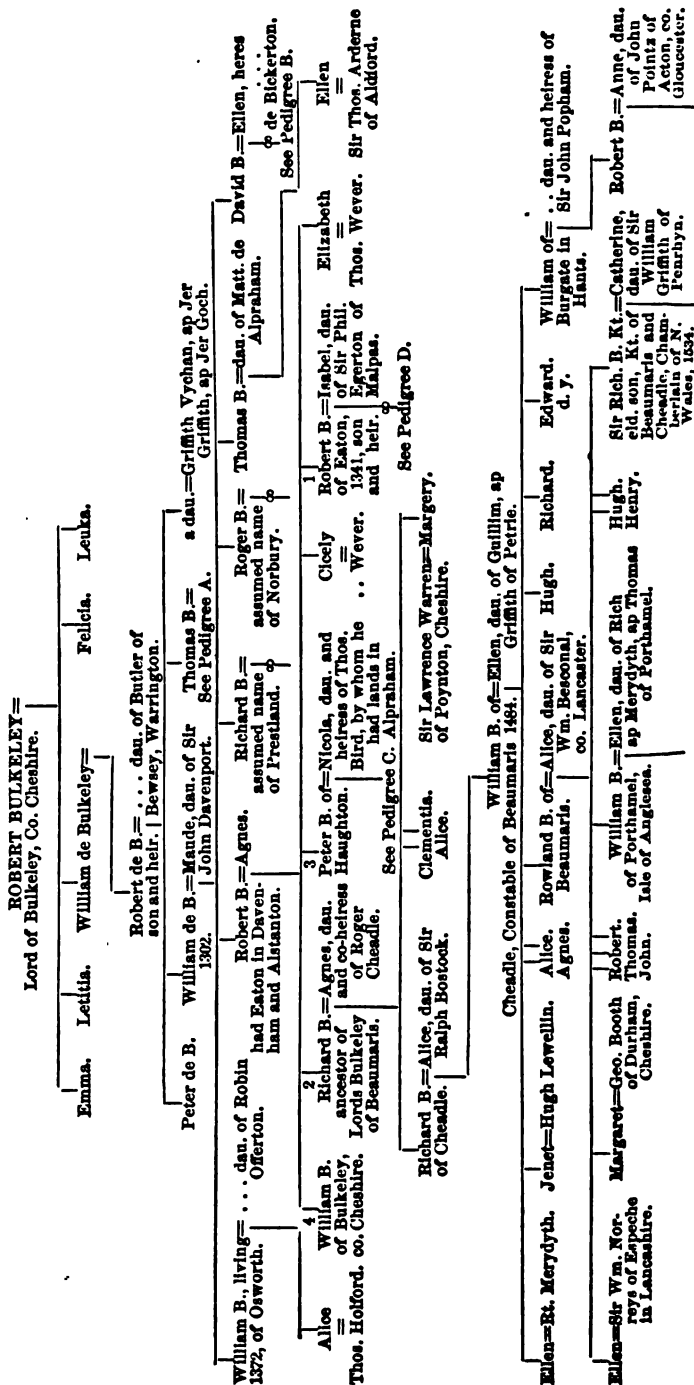 ROBERT BULKELEY=
Lord of Bulkeley, Co. Cheshire.
Emma. Letitia. William de Bulkeley= Felicia. Leuka.
Robert de B.=... dau. of Butler of
son and heir. | Bewsey, Warrington.
Peter de B. William de B.=Maude, dau. of Sir Thomas B.= a dau.=Griffith Vychan, ap Jer
1302. | John Davenport. See Pedigree A. Griffith, ap Jer Goch.
William B., living=... dau. of Robin Robert B.=Agnes. Richard B.= Roger B.= Thomas B.=dau. of Matt. de David B.=Ellen, heres
1372, of Osworth. Offerton. had Eaton in Daven- assumed name assumed name Alpraham. de Bickerton.
ham and Alstanton. of Prestland. of Norbury. See Pedigree B.
Alice William B. 4 Richard B.=Agnes, dau. 2 Peter B. of=Nicola, dau. and 3 Cicely Robert B.=Isabel, dau. 1 Elizabeth Ellen
= of Bulkeley, ancestor of and co-heiress Haughton. heiress of Thos. = of Eaton, of Sir Phil. = =
Thos. Holford. co. Cheshire. Lords Bulkeley of Roger Bird, by whom he .. Wever. 1341, son Egerton of Thos. Wever. Sir Thos. Arderne
of Beaumaris. Cheadle. had lands in and heir. Malpas. of Aldford.
See Pedigree C. Alpraham. See Pedigree D.
Richard B.=Alice, dau. of Sir Clementia. Sir Lawrence Warren=Margery.
of Cheadle. Ralph Bostock. Alice. of Poynton, Cheshire.
William B. of=Ellen, dau. of Guillim, ap
Cheadle, Constable of Beaumaris 1484. | Griffith of Petrie.
Ellen=Rt. Merydyth. Jenet=Hugh Lewellin. Alice. Rowland B. of=Alice, dau. of Sir Hugh. Richard. Edward. William of=.. dau. and heiress of
Agnes. Beaumaris. Wm. Besconal, d. y. Burgate in Sir John Popham.
co. Lancaster. Hants.
Ellen=Sir Wm. Nor- Margaret=Geo. Booth Robert. William B.=Ellen, dau. of Rich Hugh. Sir Rich. B. Kt.=Catherine, Robert B.=Anne, dau.
reys of Espeche of Durham, Thomas. of Porthamel, ap Merydyth, ap Thomas Henry. eld. son, Kt. of dau. of Sir of John
in Lancashire. Cheshire. John. Isle of Anglesea. of Porthamel. Beaumaris and William Pointz of
Cheadle, Cham- Griffith of Acton, co.
berlain of N. Penrhyn. Gloucester.
Wales, 1534.